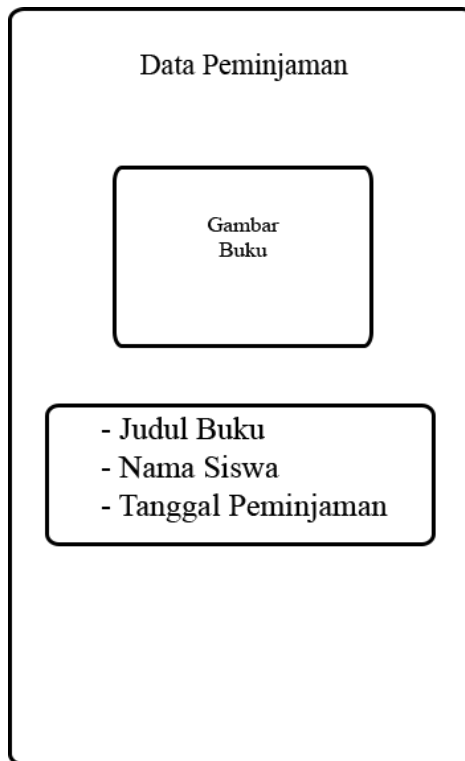 Data Peminjaman
Gambar
Buku
- Judul Buku
- Nama Siswa
- Tanggal Peminjaman